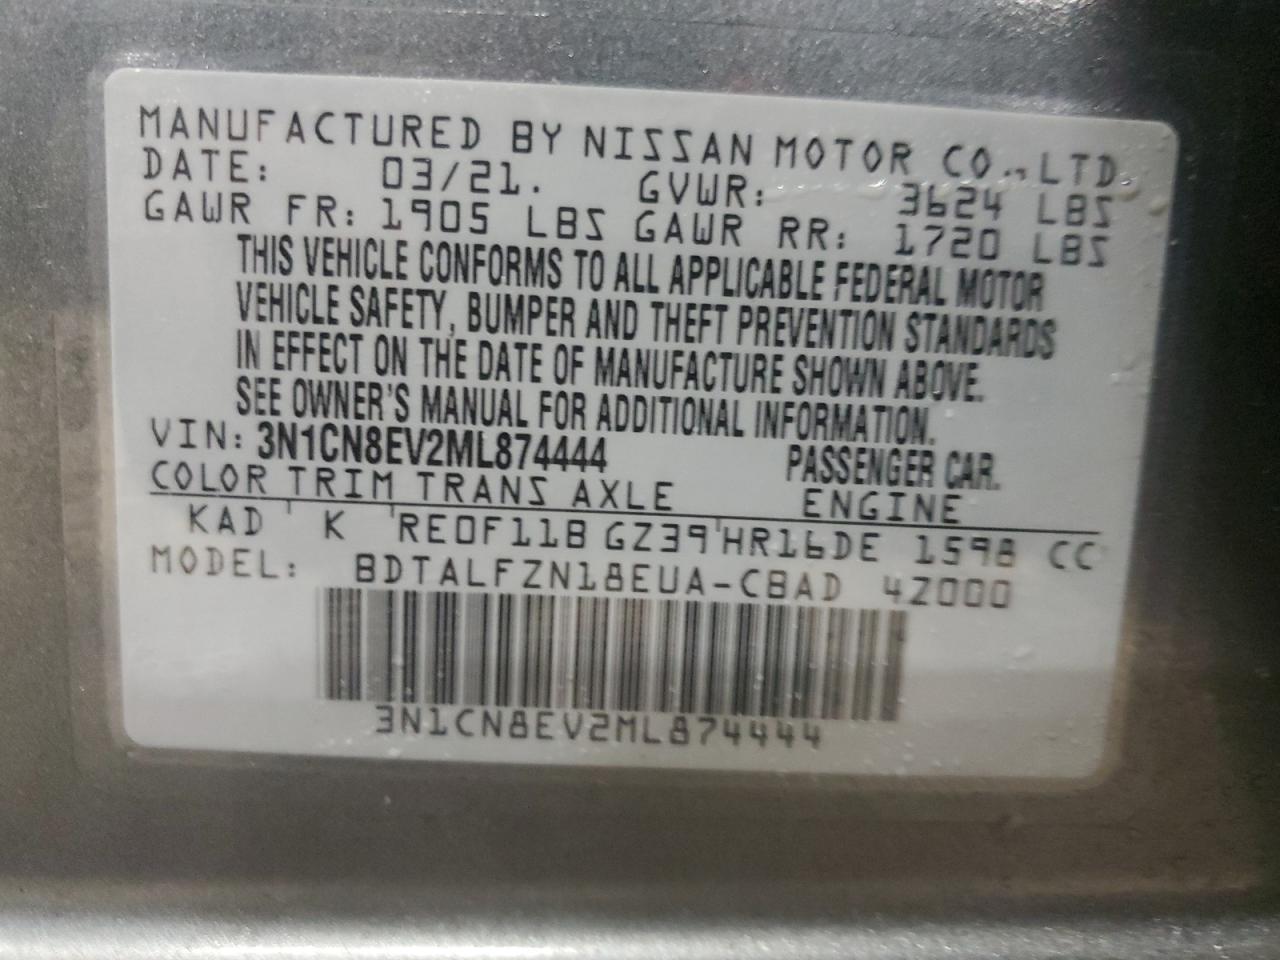 MANUFACTURED BY NISSAN MOTOR CO., LTD.
DATE: 03/21. GVWR: 3624 LBS
GAWR FR: 1905 LBS GAWR RR: 1720 LBS
THIS VEHICLE CONFORMS TO ALL APPLICABLE FEDERAL MOTOR
VEHICLE SAFETY, BUMPER AND THEFT PREVENTION STANDARDS
IN EFFECT ON THE DATE OF MANUFACTURE SHOWN ABOVE.
SEE OWNER'S MANUAL FOR ADDITIONAL INFORMATION.
VIN: 3N1CN8EV2ML874444 PASSENGER CAR.
COLOR TRIM TRANS AXLE ENGINE
KAD K RE0F11B GZ39 HR16DE 1598 CC
MODEL: BDTALFZN18EUA-CBAD 42000
3N1CN8EV2ML874444